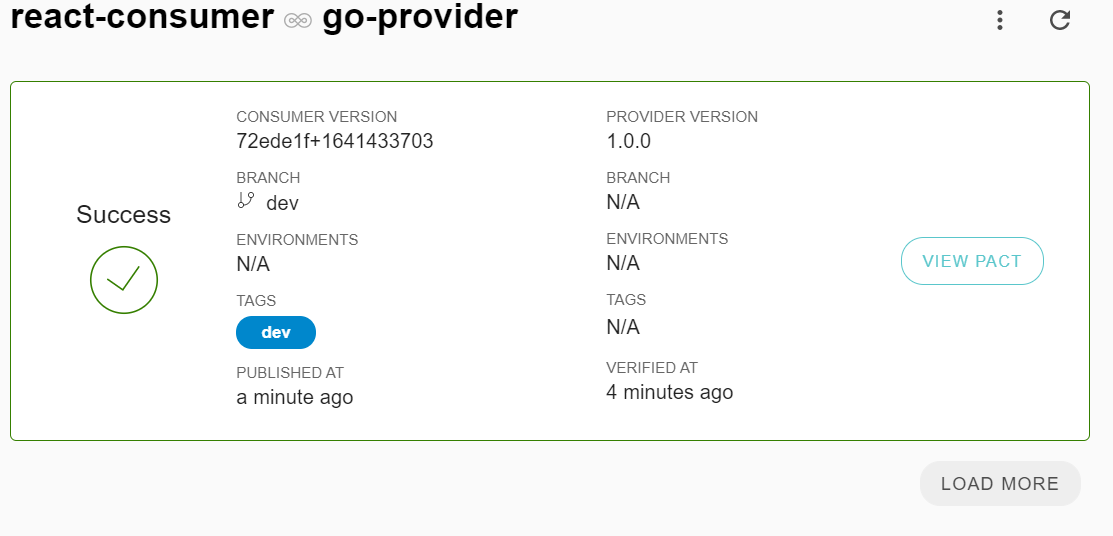 react-consumer go-provider
Success
CONSUMER VERSION
72ede1f+1641433703
BRANCH
dev
ENVIRONMENTS
N/A
TAGS
dev
PUBLISHED AT
a minute ago
PROVIDER VERSION
1.0.0
BRANCH
N/A
ENVIRONMENTS
N/A
TAGS
N/A
VERIFIED AT
4 minutes ago
VIEW PACT
LOAD MORE